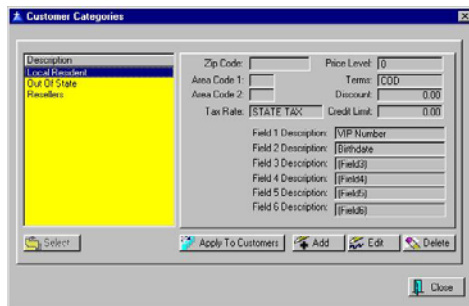 Customer Categories
Description
Local Resident
Out Of State
Resellers
Zip Code:
Price Level: 0
Area Code 1:
Terms: COD
Area Code 2:
Discount: 0.00
Tax Rate: STATE TAX
Credit Limit: 0.00
Field 1 Description: VIP Number
Field 2 Description: Birthdate
Field 3 Description: (Field3)
Field 4 Description: (Field4)
Field 5 Description: (Field5)
Field 6 Description: (Field6)
Select
Apply To Customers
Add
Edit
Delete
Close